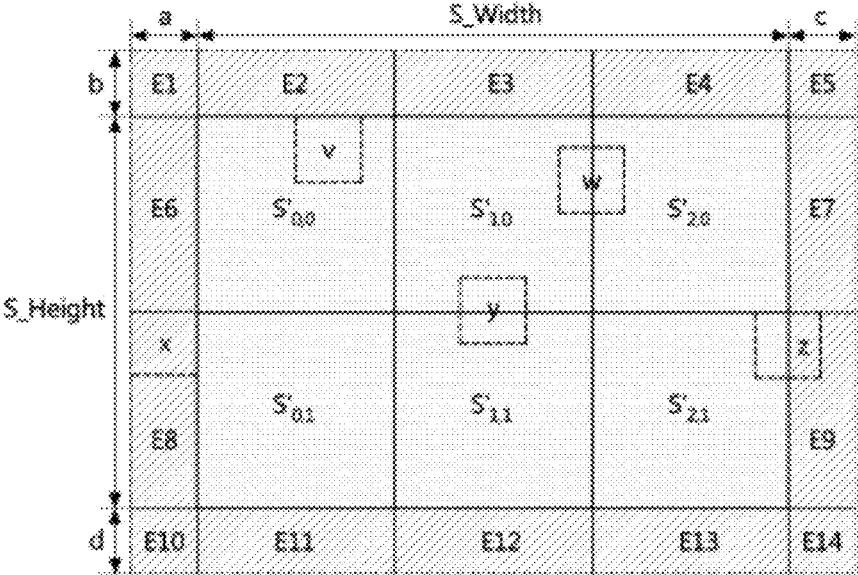 a S_Width c
b E1 E2 E3 E4 E5
v
w
E6 S'0,0 S'1,0 S'2,0 E7
S_Height y
x z
S'0,1 S'1,1 S'2,1
E8 E9
d E10 E11 E12 E13 E14